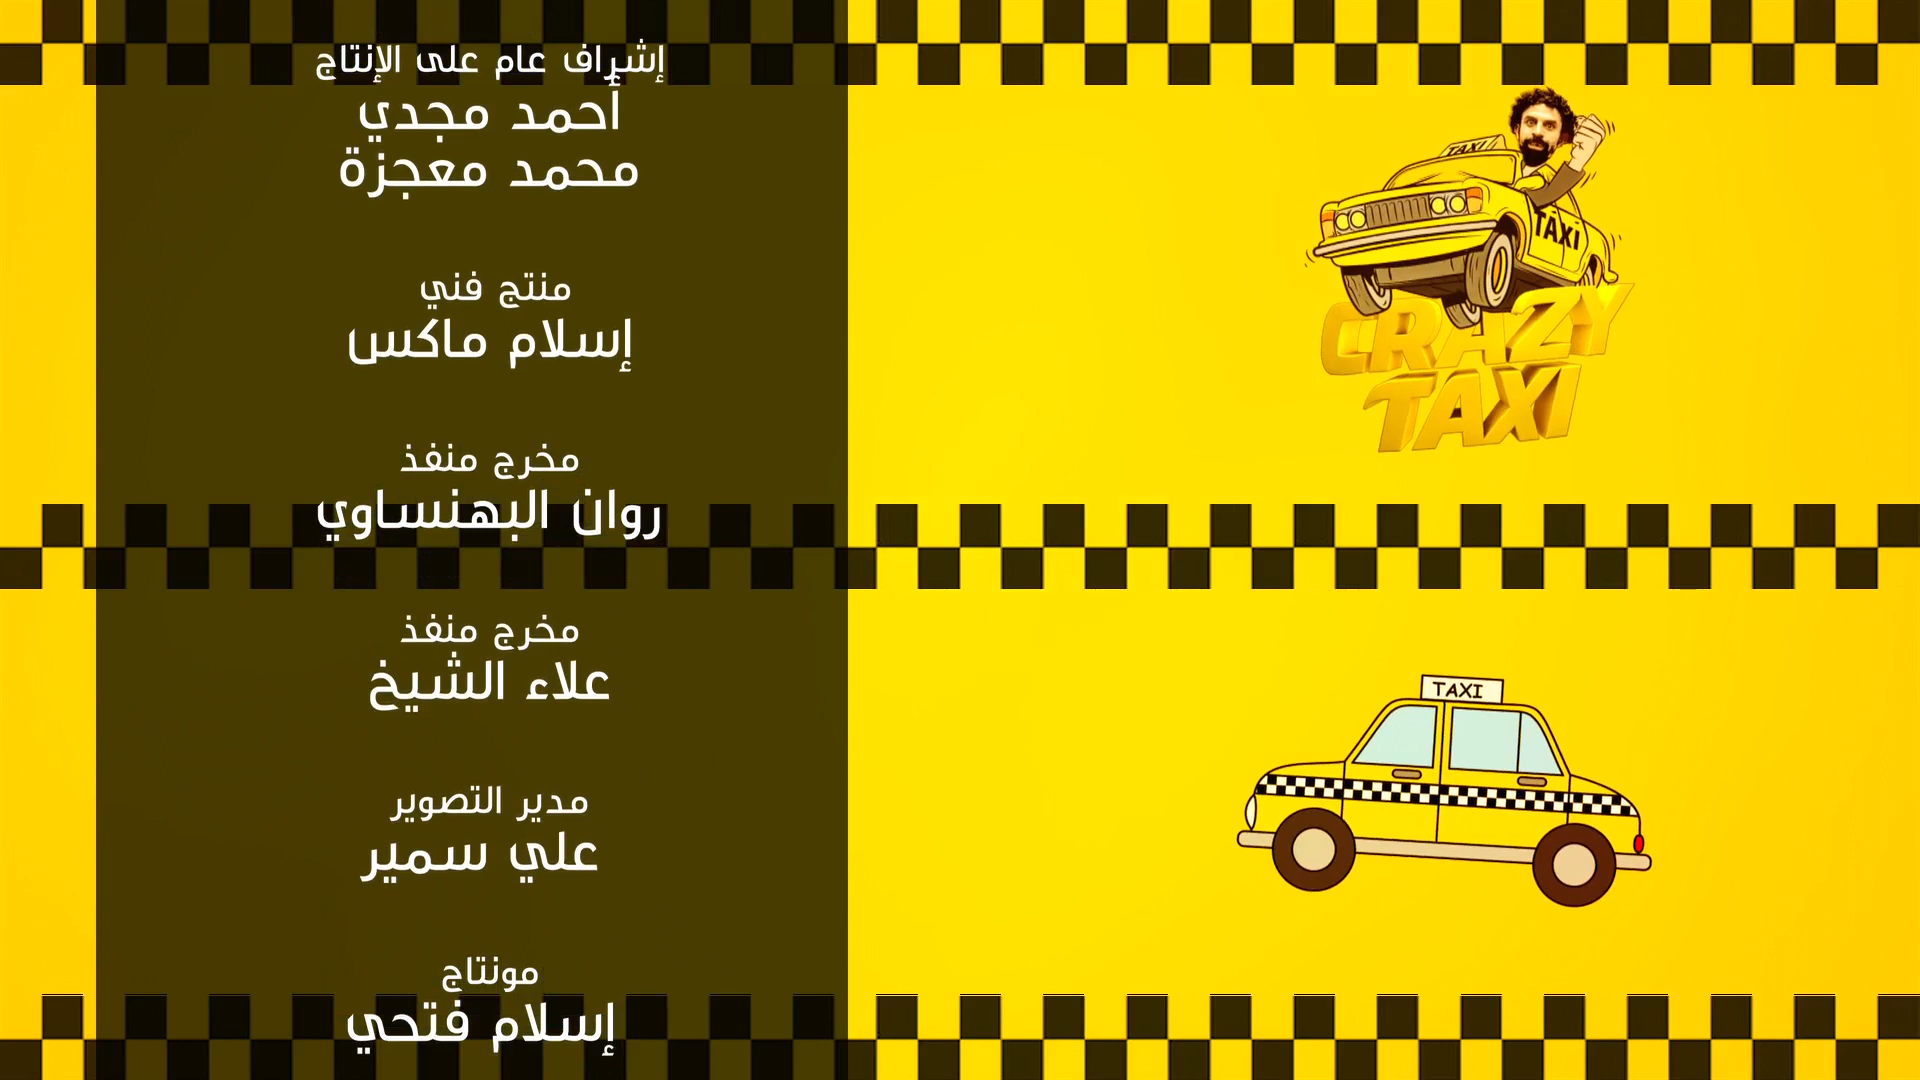 إشراف عام على الإنتاج
أحمد مجدي
محمد معجزة
منتج فني
إسلام ماكس
مخرج منفذ
روان البهنساوي
مخرج منفذ
علاء الشيخ
مدير التصوير
علي سمير
مونتاج
إسلام فتحي
TAXI
TAXI
CRAZY
TAXI
TAXI